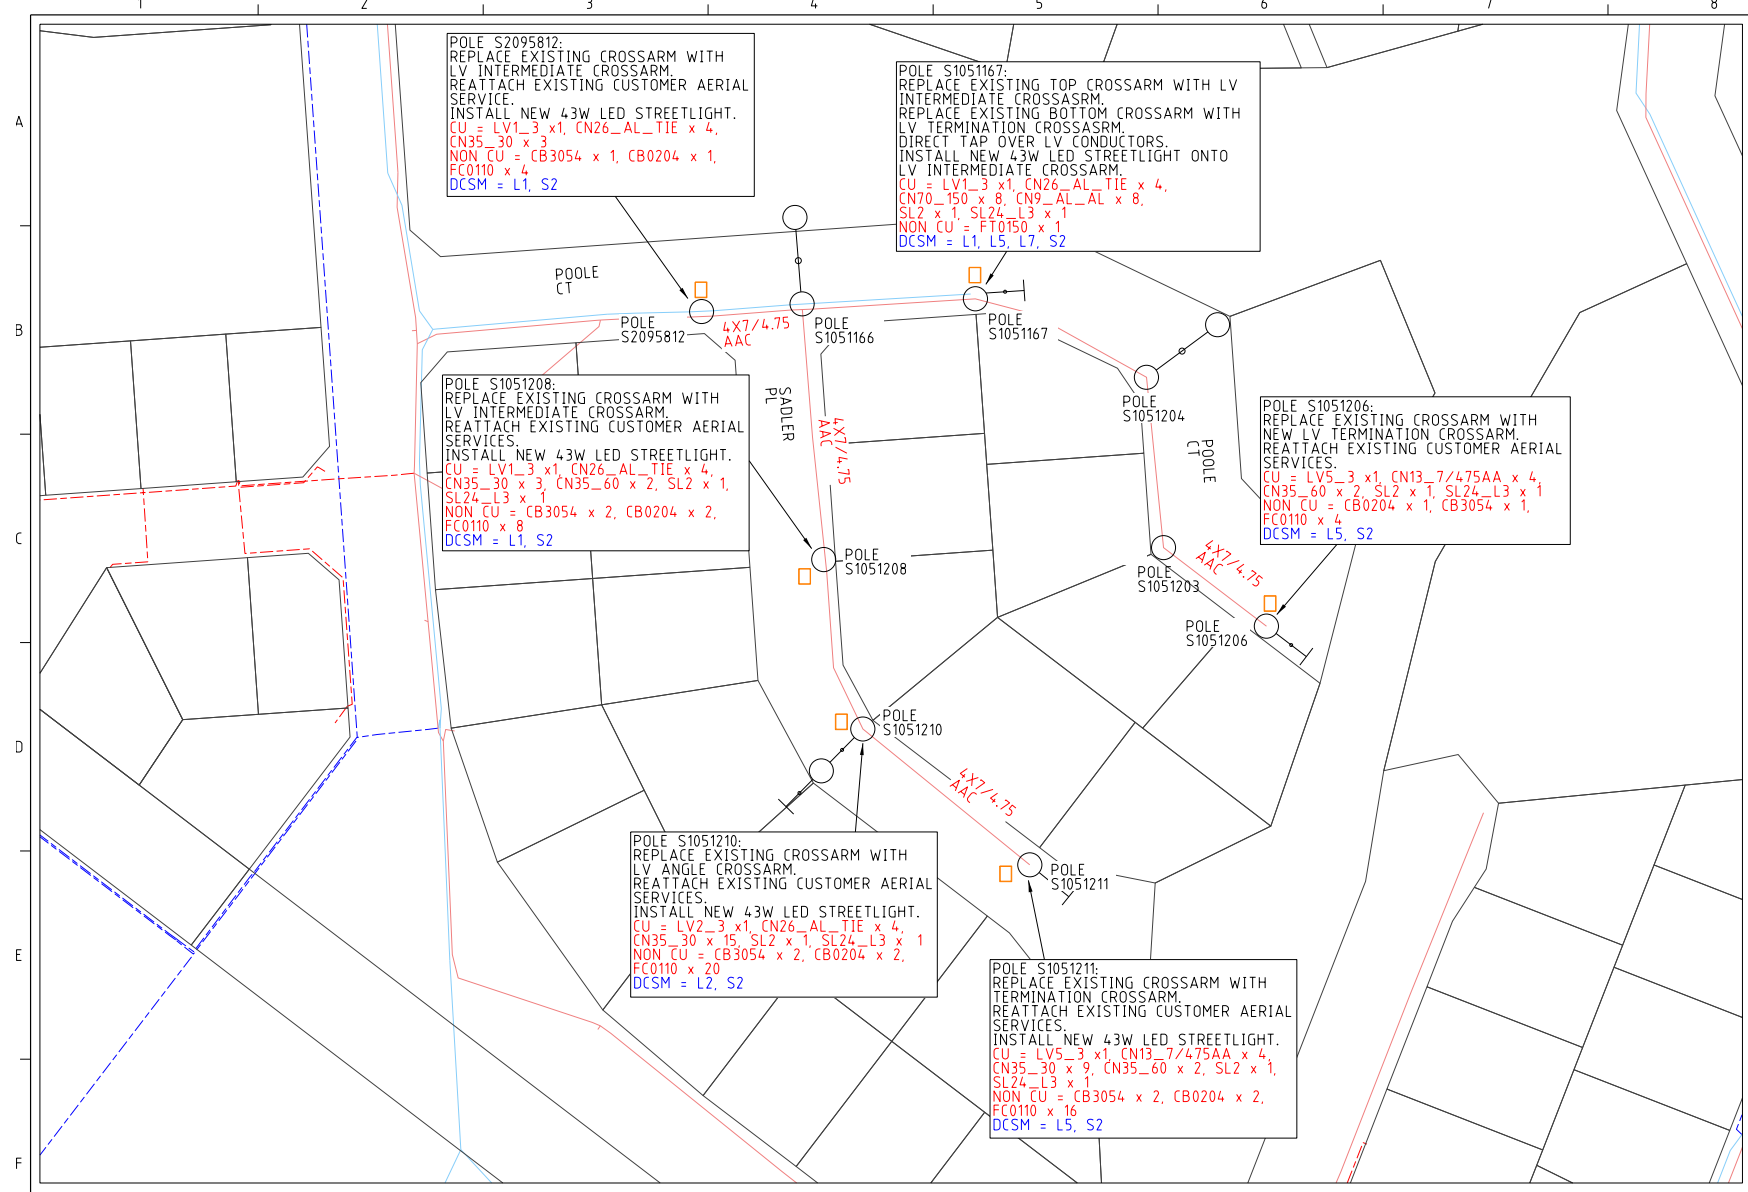 1 2 3 4 5 6 7 8
A
B
C
D
E
F
POLE S2095812:
REPLACE EXISTING CROSSARM WITH
LV INTERMEDIATE CROSSARM.
REATTACH EXISTING CUSTOMER AERIAL
SERVICE.
INSTALL NEW 43W LED STREETLIGHT.
CU = LV1_3 x1, CN26_AL_TIE x 4,
CN35_30 x 3
NON CU = CB3054 x 1, CB0204 x 1,
FC0110 x 4
DCSM = L1, S2
POLE S1051167:
REPLACE EXISTING TOP CROSSARM WITH LV
INTERMEDIATE CROSSASRM.
REPLACE EXISTING BOTTOM CROSSARM WITH
LV TERMINATION CROSSASRM.
DIRECT TAP OVER LV CONDUCTORS.
INSTALL NEW 43W LED STREETLIGHT ONTO
LV INTERMEDIATE CROSSARM.
CU = LV1_3 x1, CN26_AL_TIE x 4,
CN70_150 x 8, CN9_AL_AL x 8,
SL2 x 1, SL24_L3 x 1
NON CU = FT0150 x 1
DCSM = L1, L5, L7, S2
POOLE
CT
POLE
S2095812
4X7/4.75
AAC
POLE
S1051166
POLE
S1051167
POLE S1051208:
REPLACE EXISTING CROSSARM WITH
LV INTERMEDIATE CROSSARM.
REATTACH EXISTING CUSTOMER AERIAL
SERVICES.
INSTALL NEW 43W LED STREETLIGHT.
CU = LV1_3 x1, CN26_AL_TIE x 4,
CN35_30 x 3, CN35_60 x 2, SL2 x 1,
SL24_L3 x 1
NON CU = CB3054 x 2, CB0204 x 2,
FC0110 x 8
DCSM = L1, S2
SADLER
PL
4X7/4.75
AAC
POLE
S1051204
POOLE
CT
POLE S1051206:
REPLACE EXISTING CROSSARM WITH
NEW LV TERMINATION CROSSARM.
REATTACH EXISTING CUSTOMER AERIAL
SERVICES.
CU = LV5_3 x1, CN13_7/475AA x 4,
CN35_60 x 2, SL2 x 1, SL24_L3 x 1
NON CU = CB0204 x 1, CB3054 x 1,
FC0110 x 4
DCSM = L5, S2
POLE
S1051208
4X7/4.75
AAC
POLE
S1051203
POLE
S1051206
POLE
S1051210
4X7/4.75
AAC
POLE S1051210:
REPLACE EXISTING CROSSARM WITH
LV ANGLE CROSSARM.
REATTACH EXISTING CUSTOMER AERIAL
SERVICES.
INSTALL NEW 43W LED STREETLIGHT.
CU = LV2_3 x1, CN26_AL_TIE x 4,
CN35_30 x 15, SL2 x 1, SL24_L3 x 1
NON CU = CB3054 x 2, CB0204 x 2,
FC0110 x 20
DCSM = L2, S2
POLE
S1051211
POLE S1051211:
REPLACE EXISTING CROSSARM WITH
TERMINATION CROSSARM.
REATTACH EXISTING CUSTOMER AERIAL
SERVICES.
INSTALL NEW 43W LED STREETLIGHT.
CU = LV5_3 x1, CN13_7/475AA x 4,
CN35_30 x 9, CN35_60 x 2, SL2 x 1,
SL24_L3 x 1
NON CU = CB3054 x 2, CB0204 x 2,
FC0110 x 16
DCSM = L5, S2